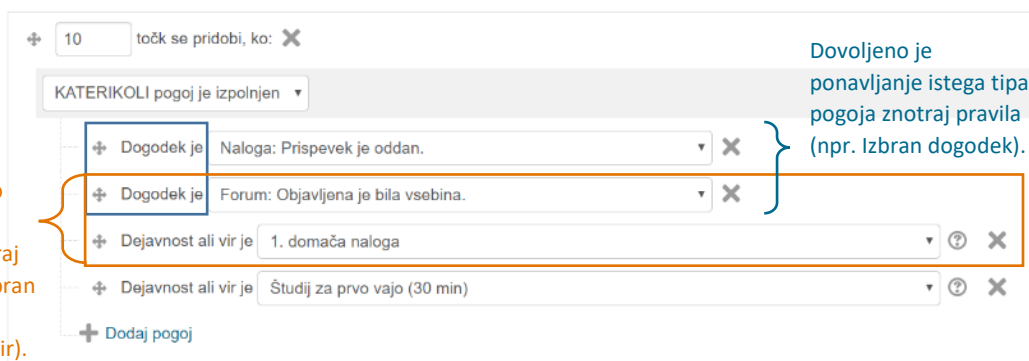 10 točk se pridobi, ko:
KATERIKOLI pogoj je izpolnjen
Dogodek je Naloga: Prispevek je oddan.
Dogodek je Forum: Objavljena je bila vsebina.
Dejavnost ali vir je 1. domača naloga
Dejavnost ali vir je Študij za prvo vajo (30 min)
Dodaj pogoj
Dovoljeno je
ponavljanje istega tipa
pogoja znotraj pravila
(npr. Izbran dogodek).
ir).